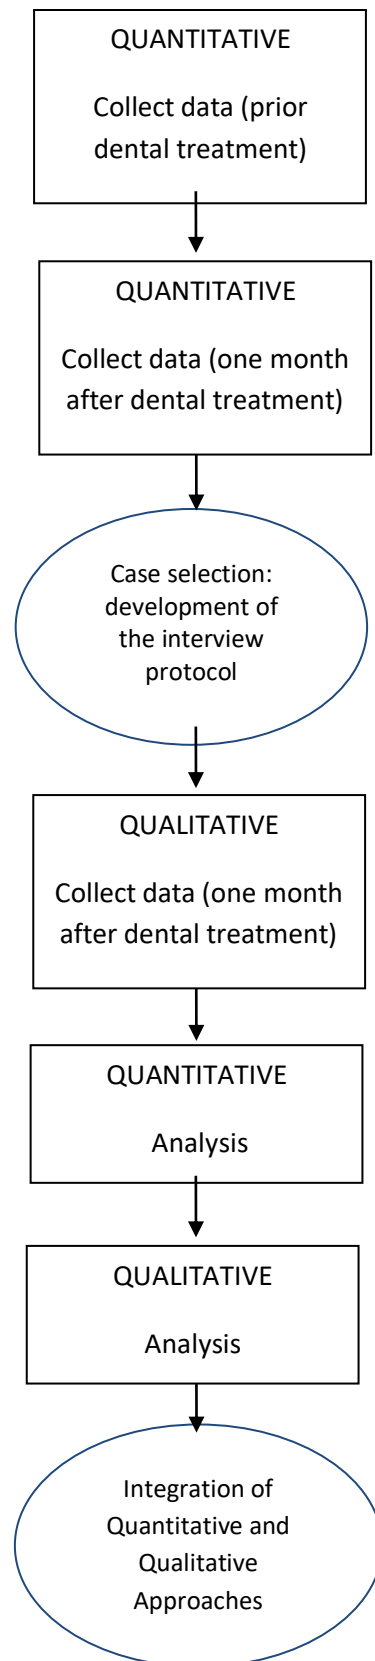 QUANTITATIVE
Collect data (prior
dental treatment)
QUANTITATIVE
Collect data (one month
after dental treatment)
Case selection:
development of
the interview
protocol
QUALITATIVE
Collect data (one month
after dental treatment)
QUANTITATIVE
Analysis
QUALITATIVE
Analysis
Integration of
Quantitative and
Qualitative
Approaches